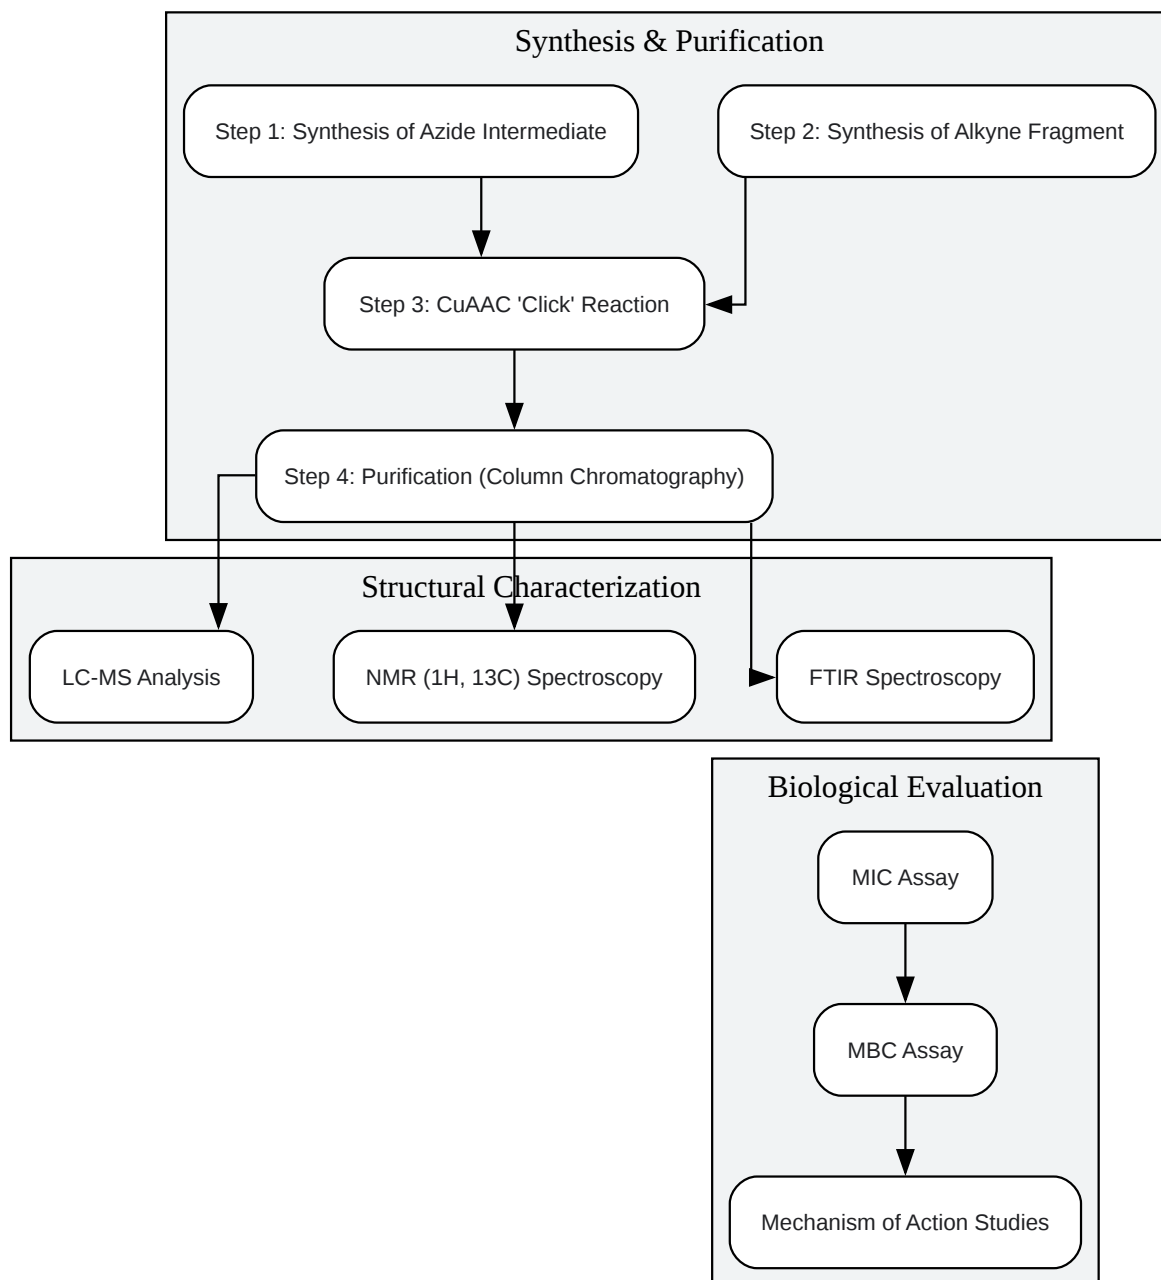 Synthesis & Purification
Step 1: Synthesis of Azide Intermediate
Step 2: Synthesis of Alkyne Fragment
Step 3: CuAAC 'Click' Reaction
Step 4: Purification (Column Chromatography)
Structural Characterization
LC-MS Analysis
NMR (1H, 13C) Spectroscopy
FTIR Spectroscopy
Biological Evaluation
MIC Assay
MBC Assay
Mechanism of Action Studies